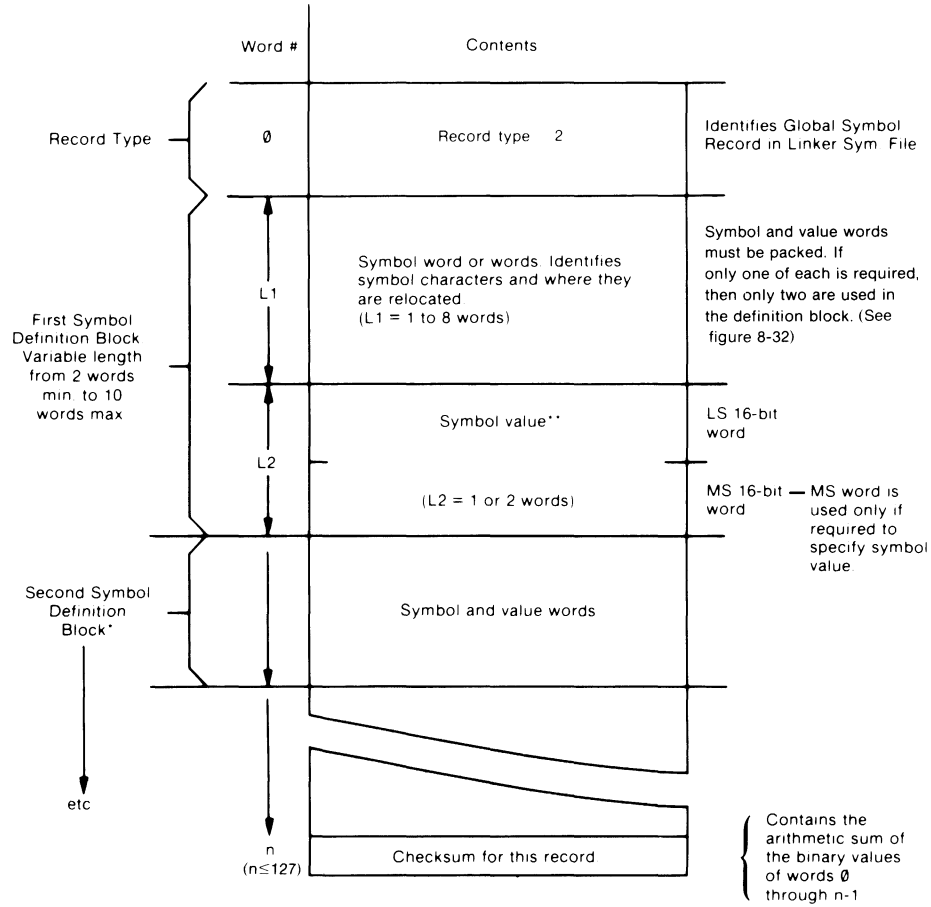 Word #
Contents
Record Type
Ø
Record type 2
Identifies Global Symbol
Record in Linker Sym File
L1
Symbol word or words. Identifies
symbol characters and where they
are relocated.
(L1 = 1 to 8 words)
Symbol and value words
must be packed. If
only one of each is required,
then only two are used in
the definition block. (See
figure 8-32)
First Symbol
Definition Block
Variable length
from 2 words
min. to 10
words max
L2
Symbol value**
(L2 = 1 or 2 words)
LS 16-bit
word
MS 16-bit — MS word is
word used only if
required to
specify symbol
value.
Second Symbol
Definition
Block*
Symbol and value words
etc
n
(n≤127)
Checksum for this record
Contains the
arithmetic sum of
the binary values
of words Ø
through n-1